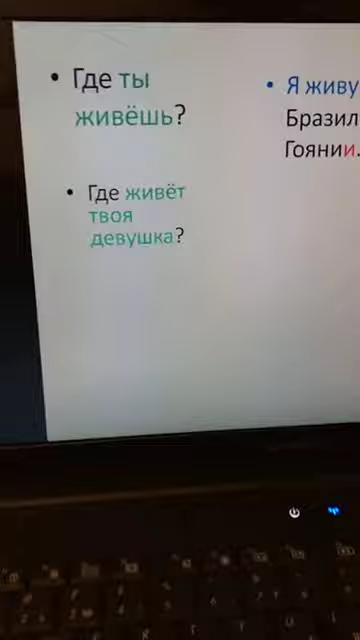 • Где ты
живёшь?
• Где живёт
твоя
девушка?
• Я живу
Бразил
Гоянии.